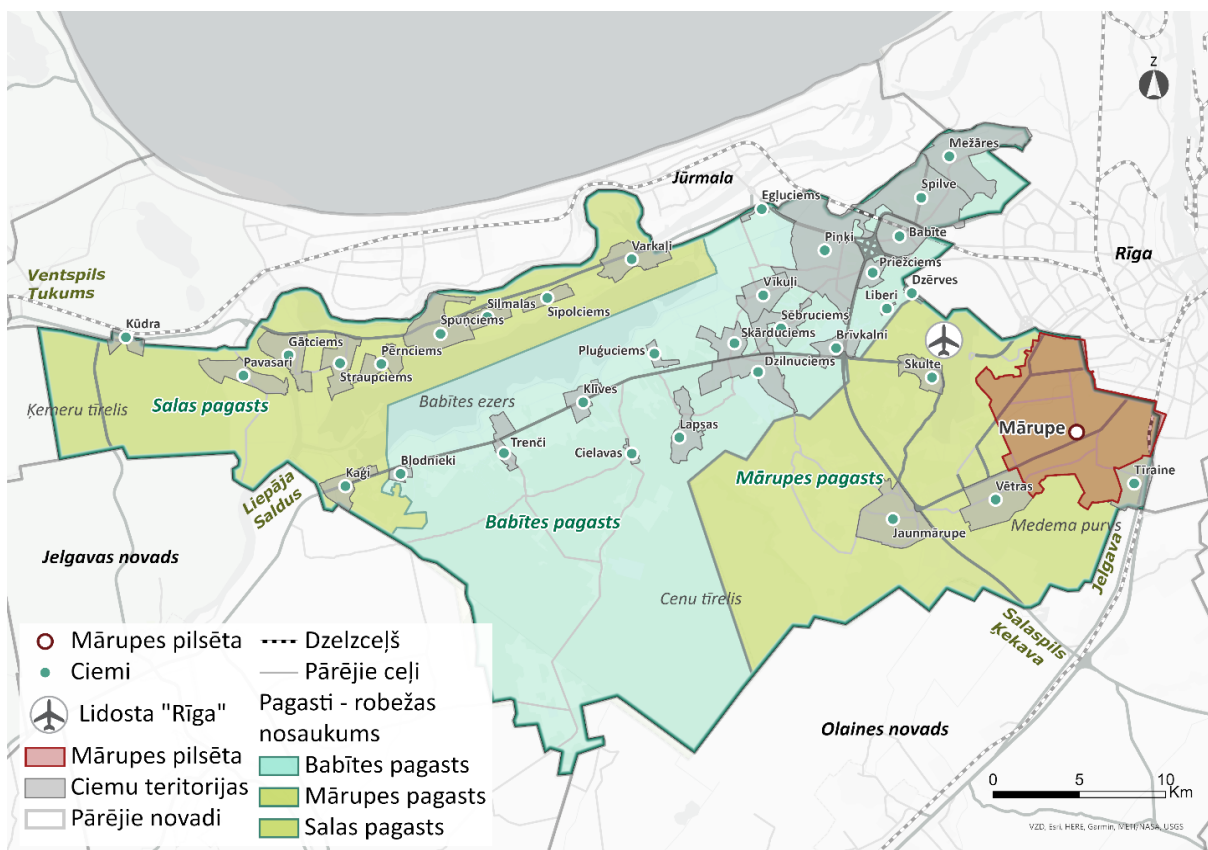 Z
Mežāres
Spilve
Jūrmala
Egļuciems
Babīte
Piņķi
Rīga
Varkaļi
Priežciems
Ventspils
Tukums
Dzērves
Vīkuļi
Liberi
Silmalas
Sīpolciems
Kūdra
Spuņciems
Sēbruciems
Gātciems
Skārduciems
Brīvkalni
Pērnciems
Pluģuciems
Skulte
Pavasari
Straupciems
Dzilnuciems
Klīves
Babītes ezers
Salas pagasts
Ķemeru tīrelis
Mārupe
Lapsas
Trenči
Cielavas
Kaģi
Bļodnieki
Mārupes pagasts
Tīraine
Liepāja
Saldus
Vētras
Babītes pagasts
Medema purvs
Jaunmārupe
Jelgavas novads
Jelgava
Cenu tīrelis
Salaspils
Ķekava
Olaines novads
Mārupes pilsēta
Ciemi
Lidosta "Rīga"
Mārupes pilsēta
Ciemu teritorijas
Pārējie novadi
Dzelzceļš
Pārējie ceļi
Pagasti - robežas
nosaukums
Babītes pagasts
Mārupes pagasts
Salas pagasts
0 5 10
Km
VZD, Esri, HERE, Garmin, METI/NASA, USGS